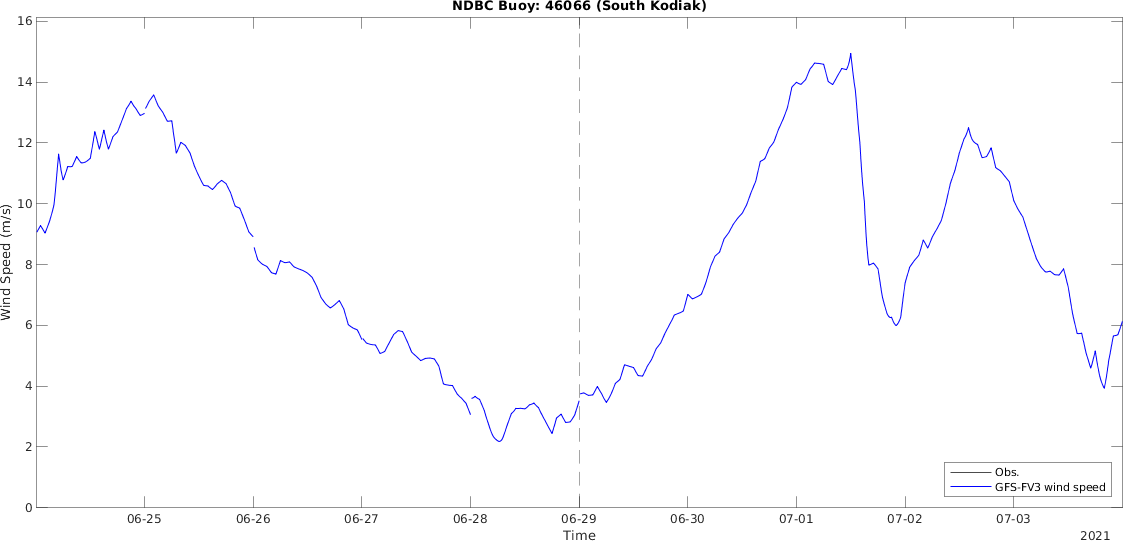 NDBC Buoy: 46066 (South Kodiak)
16
14
12
10
8
6
4
2
0
Wind Speed (m/s)
Obs.
GFS-FV3 wind speed
06-25 06-26 06-27 06-28 06-29 06-30 07-01 07-02 07-03
Time
2021